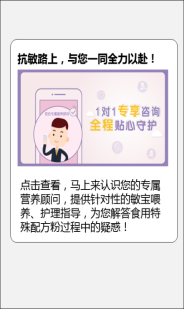 抗敏路上，与您一同全力以赴！
1对1专享咨询
全程贴心守护
点击查看，马上来认识您的专属
营养顾问，提供针对性的敏宝喂
养、护理指导，为您解答食用特
殊配方粉过程中的疑惑！